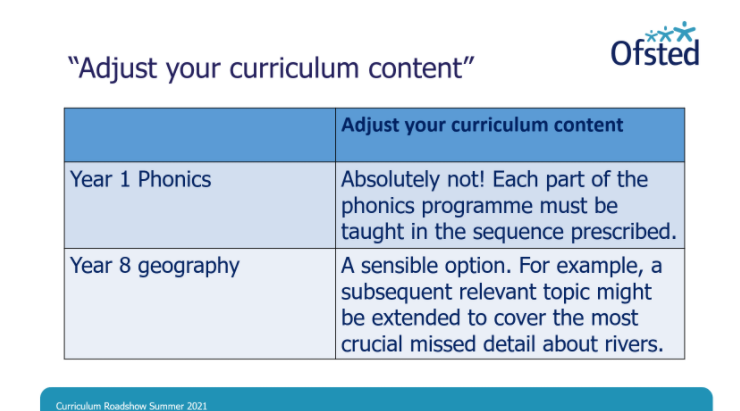 Ofsted
“Adjust your curriculum content”
Adjust your curriculum content
Year 1 Phonics
Absolutely not! Each part of the
phonics programme must be
taught in the sequence prescribed.
Year 8 geography
A sensible option. For example, a
subsequent relevant topic might
be extended to cover the most
crucial missed detail about rivers.
Curriculum Roadshow Summer 2021